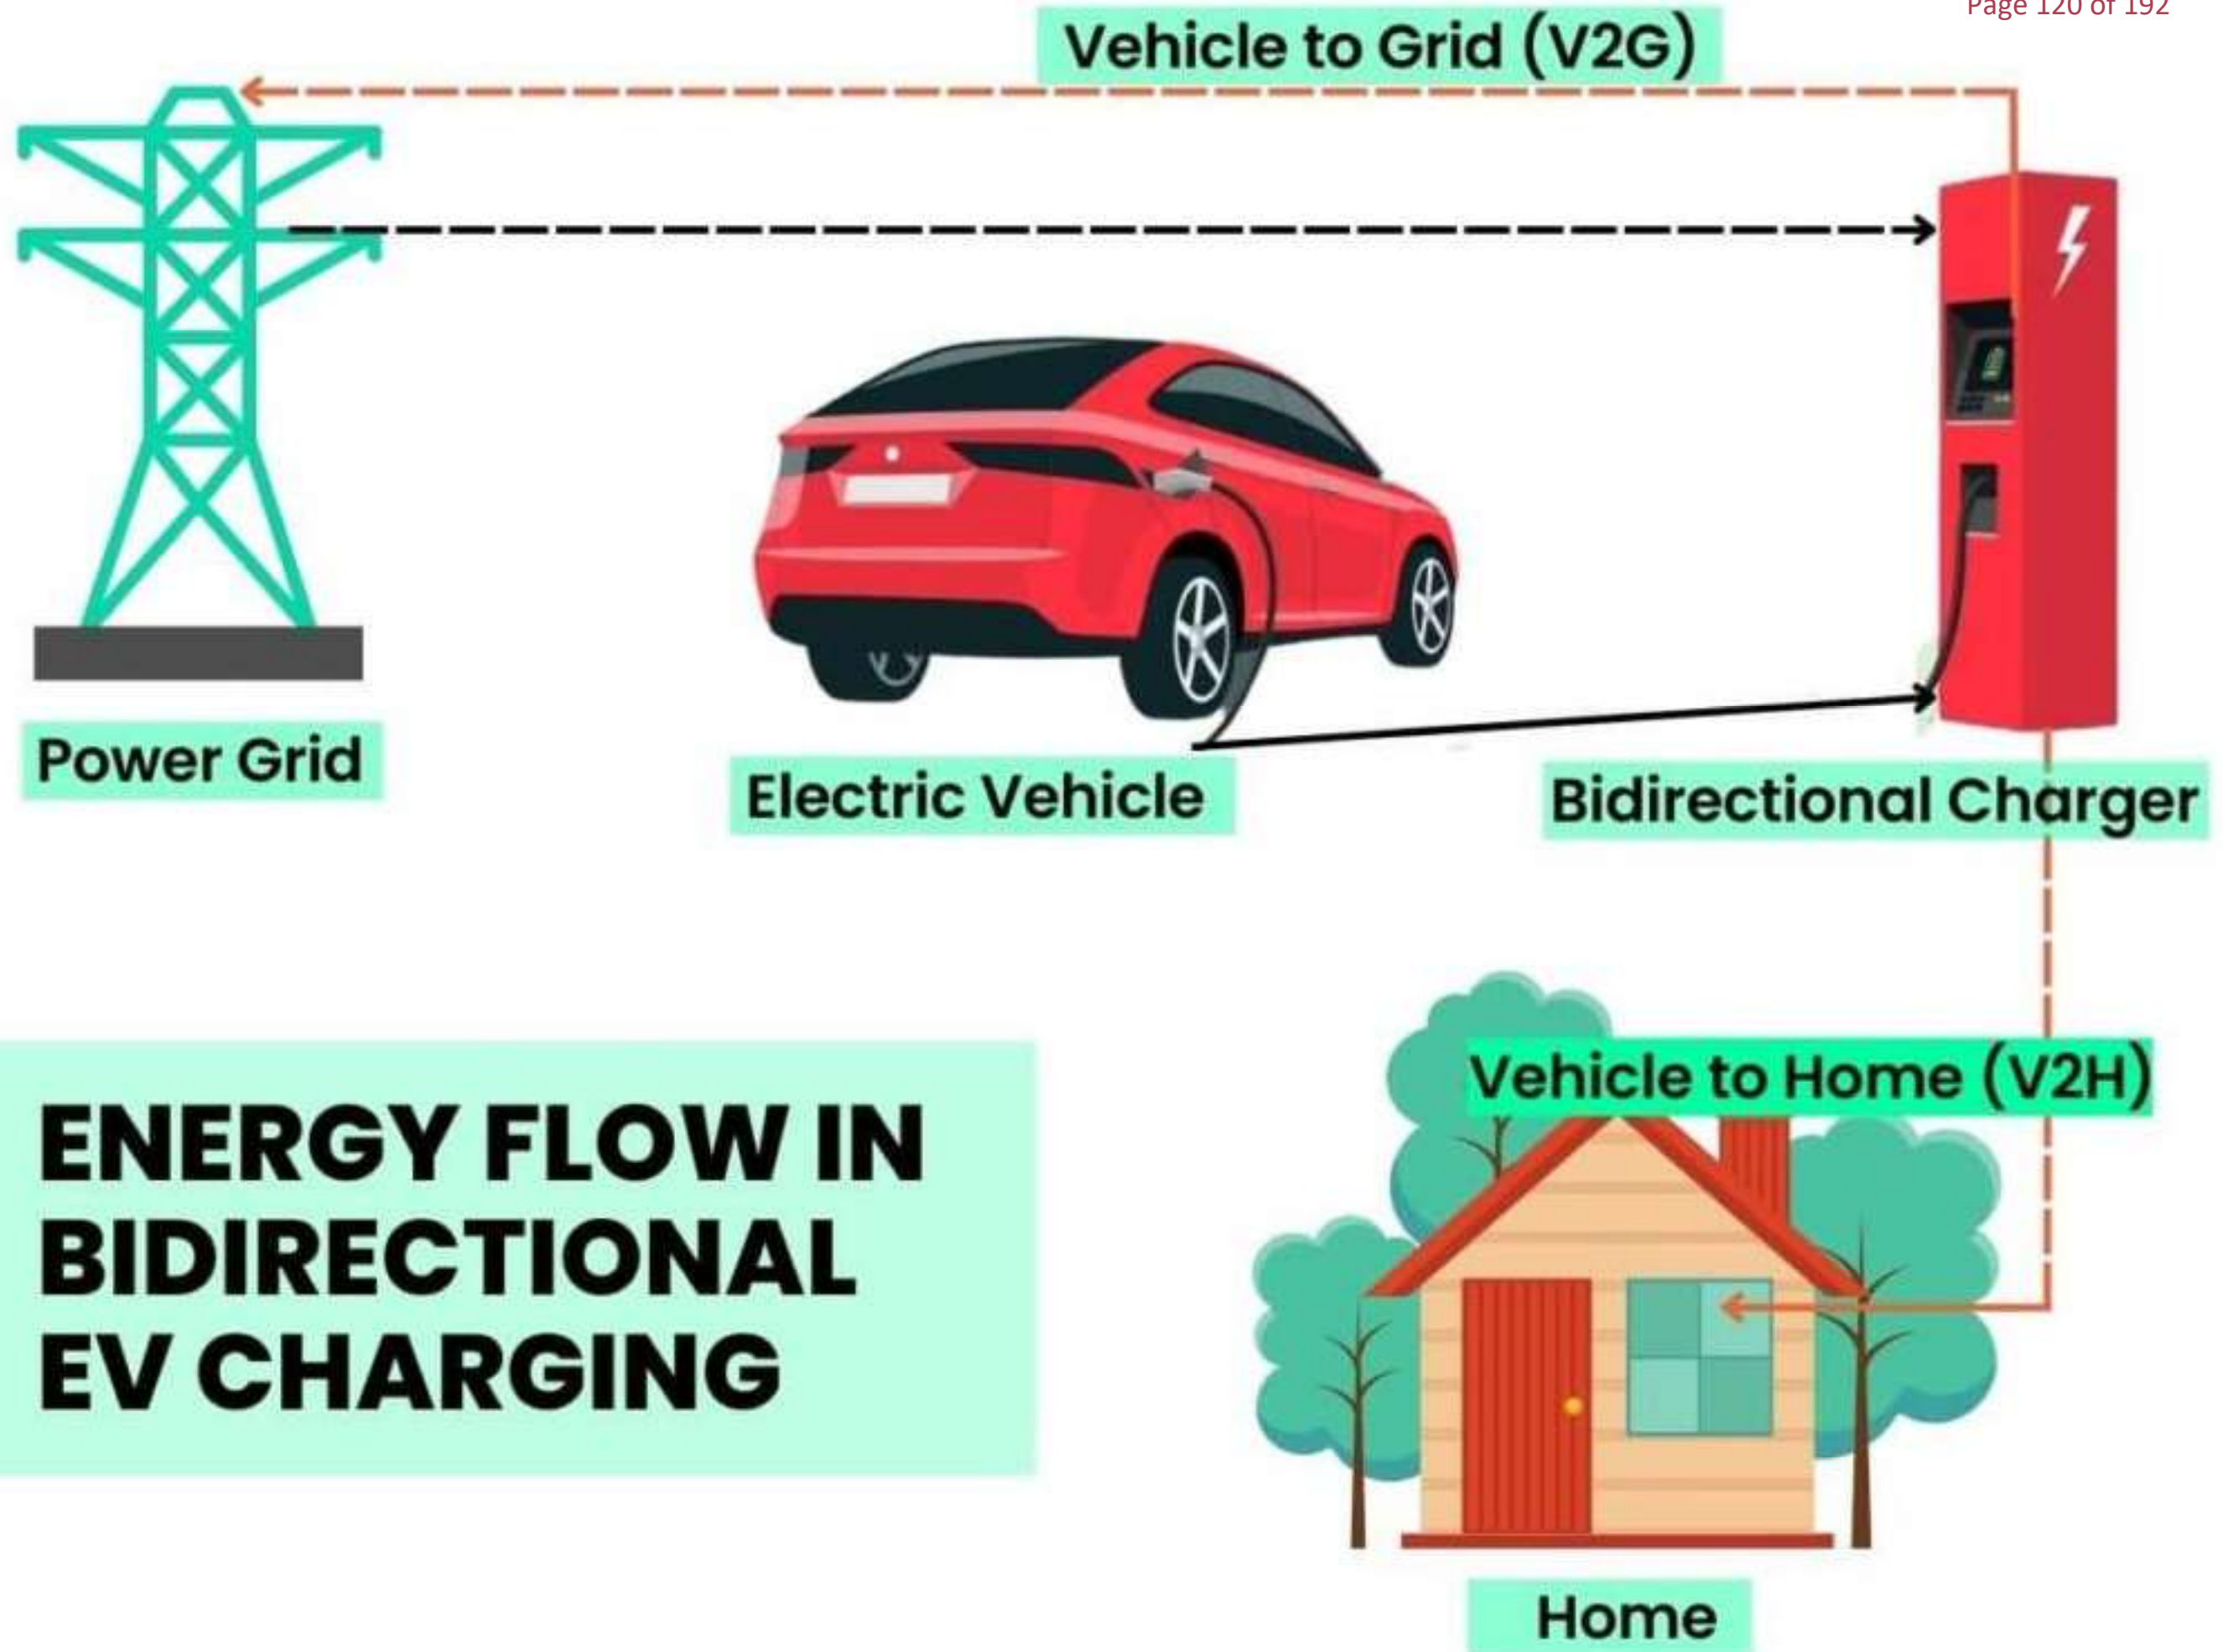 Page 120 of 192
Vehicle to Grid (V2G)
Power Grid
Electric Vehicle
Bidirectional Charger
Vehicle to Home (V2H)
ENERGY FLOW IN
BIDIRECTIONAL
EV CHARGING
Home